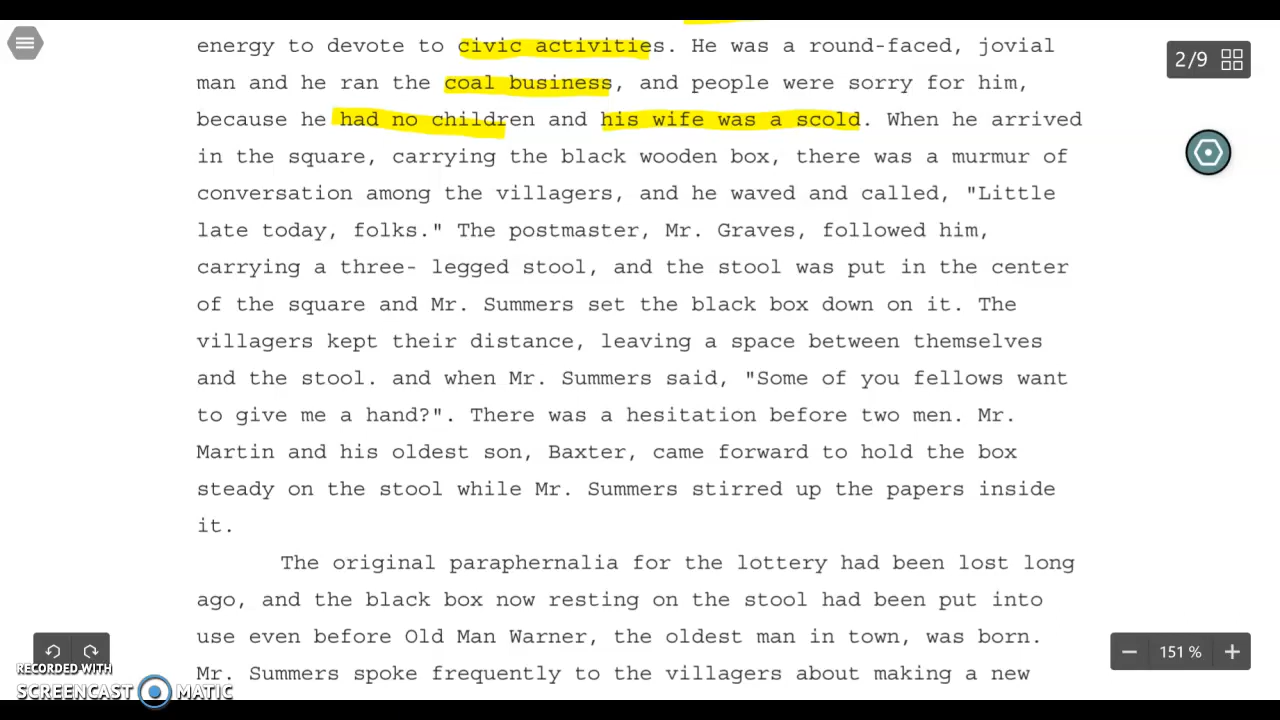 energy to devote to civic activities. He was a round-faced, jovial
2/9
man and he ran the coal business, and people were sorry for him,
because he had no children and his wife was a scold. When he arrived
in the square, carrying the black wooden box, there was a murmur of
conversation among the villagers, and he waved and called, "Little
late today, folks." The postmaster, Mr. Graves, followed him,
carrying a three- legged stool, and the stool was put in the center
of the square and Mr. Summers set the black box down on it. The
villagers kept their distance, leaving a space between themselves
and the stool. and when Mr. Summers said, "Some of you fellows want
to give me a hand?". There was a hesitation before two men. Mr.
Martin and his oldest son, Baxter, came forward to hold the box
steady on the stool while Mr. Summers stirred up the papers inside
it.
The original paraphernalia for the lottery had been lost long
ago, and the black box now resting on the stool had been put into
use even before Old Man Warner, the oldest man in town, was born.
151 %
Mr. Summers spoke frequently to the villagers about making a new
RECORDED WITH
SCREENCAST MATIC